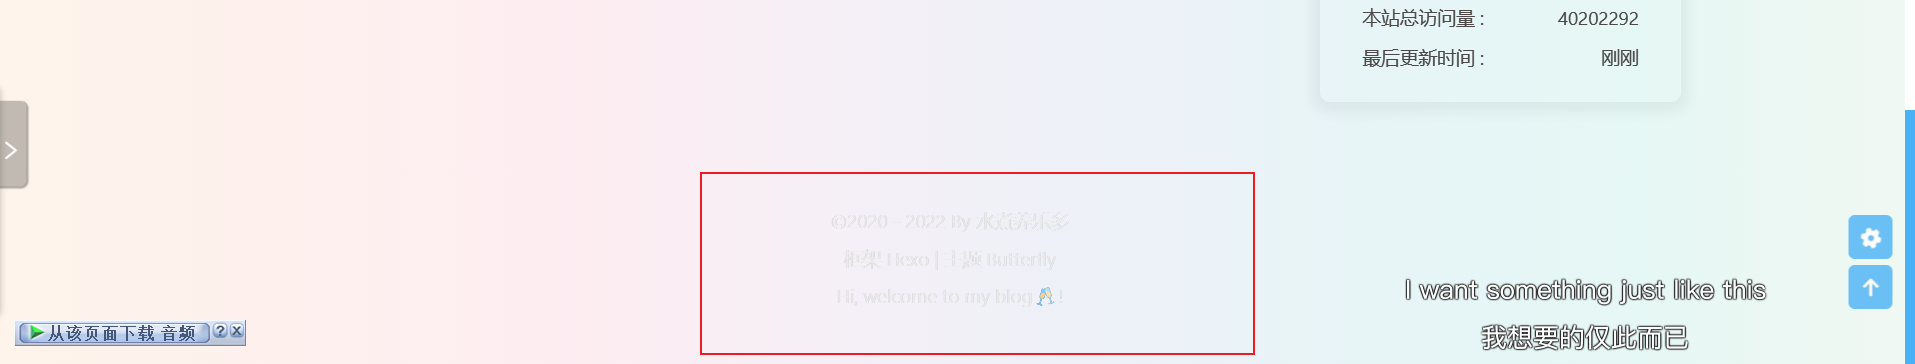 本站总访问量 : 40202292
最后更新时间 : 刚刚
©2020 - 2022 By 水煮养乐多
框架 Hexo | 主题 Butterfly
Hi, welcome to my blog 🥂 !
I want something just like this
我想要的仅此而已
从该页面下载 音频 ? X